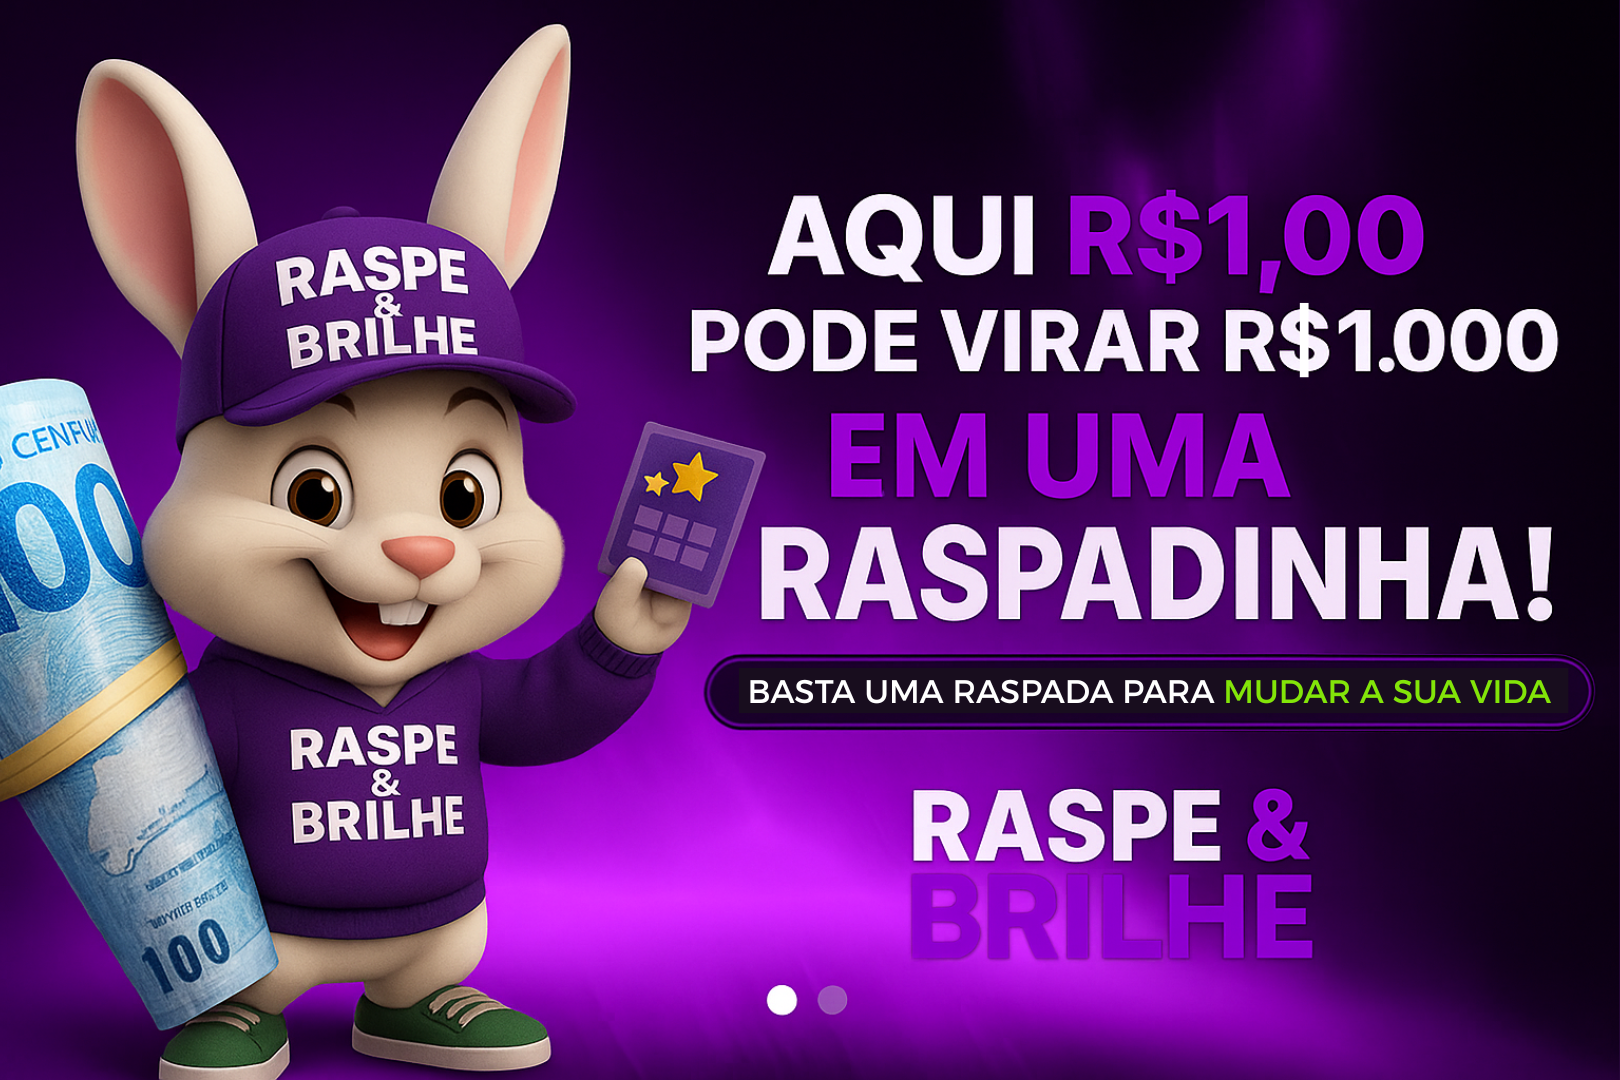 RASPE
&
BRILHE
100
RASPE
&
BRILHE
100
AQUI R$1,00
PODE VIRAR R$1.000
EM UMA
RASPADINHA!
BASTA UMA RASPADA PARA MUDAR A SUA VIDA
RASPE &
BRILHE